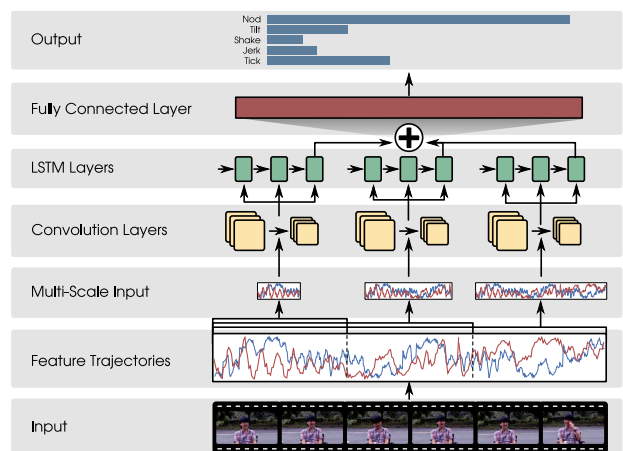 Output
Nod
Tilt
Shake
Jerk
Tick
Fully Connected Layer
LSTM Layers
Convolution Layers
Multi-Scale Input
Feature Trajectories
Input